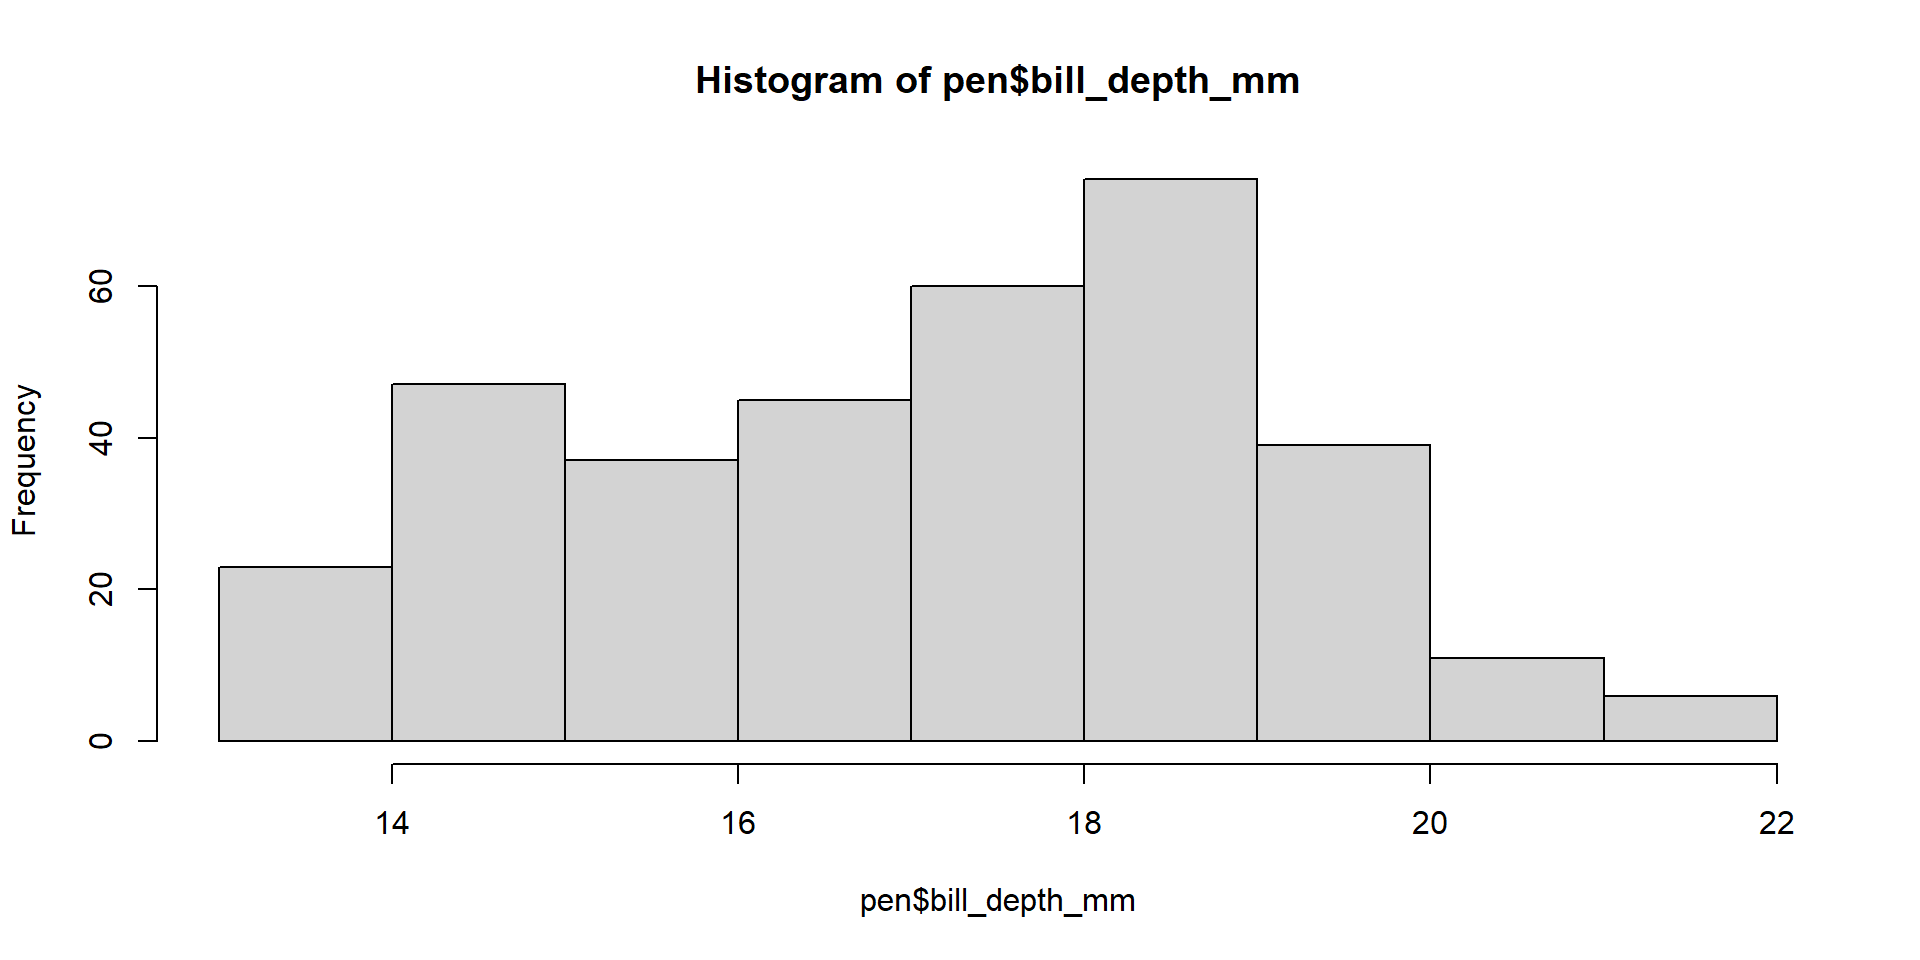 Histogram of pen$bill_depth_mm
Frequency
60
40
20
0
14 16 18 20 22
pen$bill_depth_mm